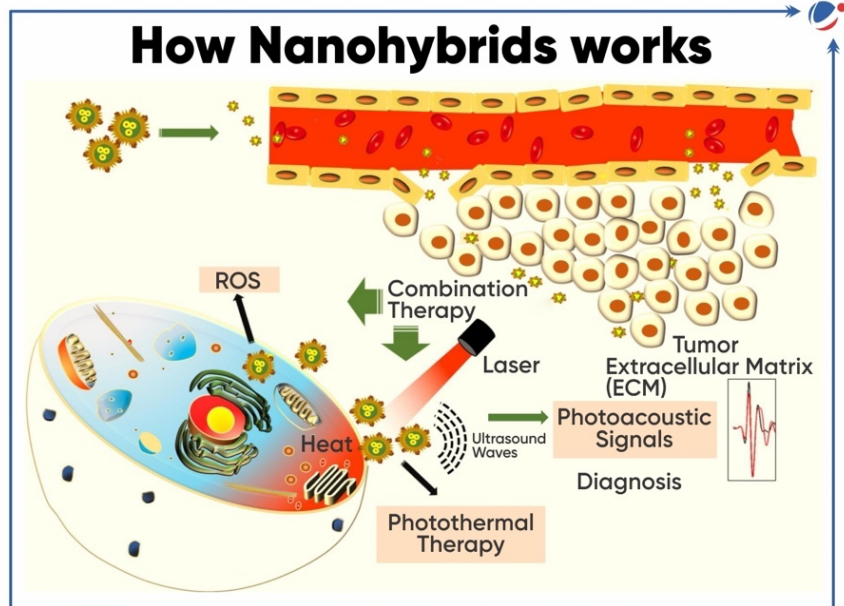 How Nanohybrids works
ROS
Combination
Therapy
Laser
Tumor
Extracellular Matrix
(ECM)
Heat
Ultrasound
Waves
Photoacoustic
Signals
Diagnosis
Photothermal
Therapy